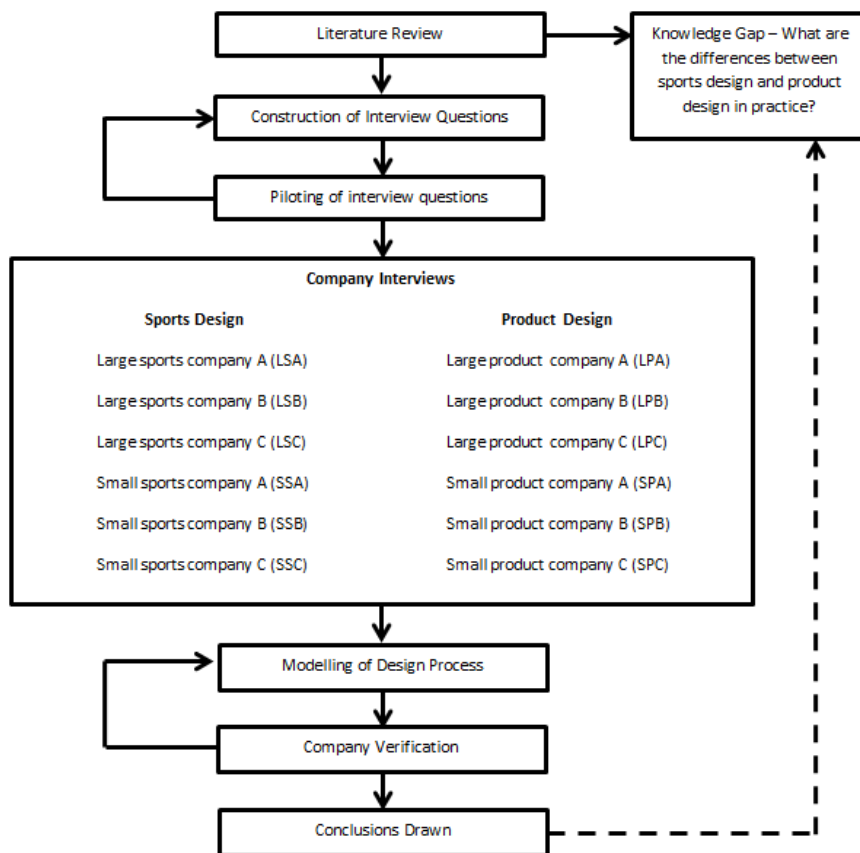 Literature Review
Knowledge Gap – What are
the differences between
sports design and product
design in practice?
Construction of Interview Questions
Piloting of interview questions
Company Interviews
Sports Design
Large sports company A (LSA)
Large sports company B (LSB)
Large sports company C (LSC)
Small sports company A (SSA)
Small sports company B (SSB)
Small sports company C (SSC)
Product Design
Large product company A (LPA)
Large product company B (LPB)
Large product company C (LPC)
Small product company A (SPA)
Small product company B (SPB)
Small product company C (SPC)
Modelling of Design Process
Company Verification
Conclusions Drawn